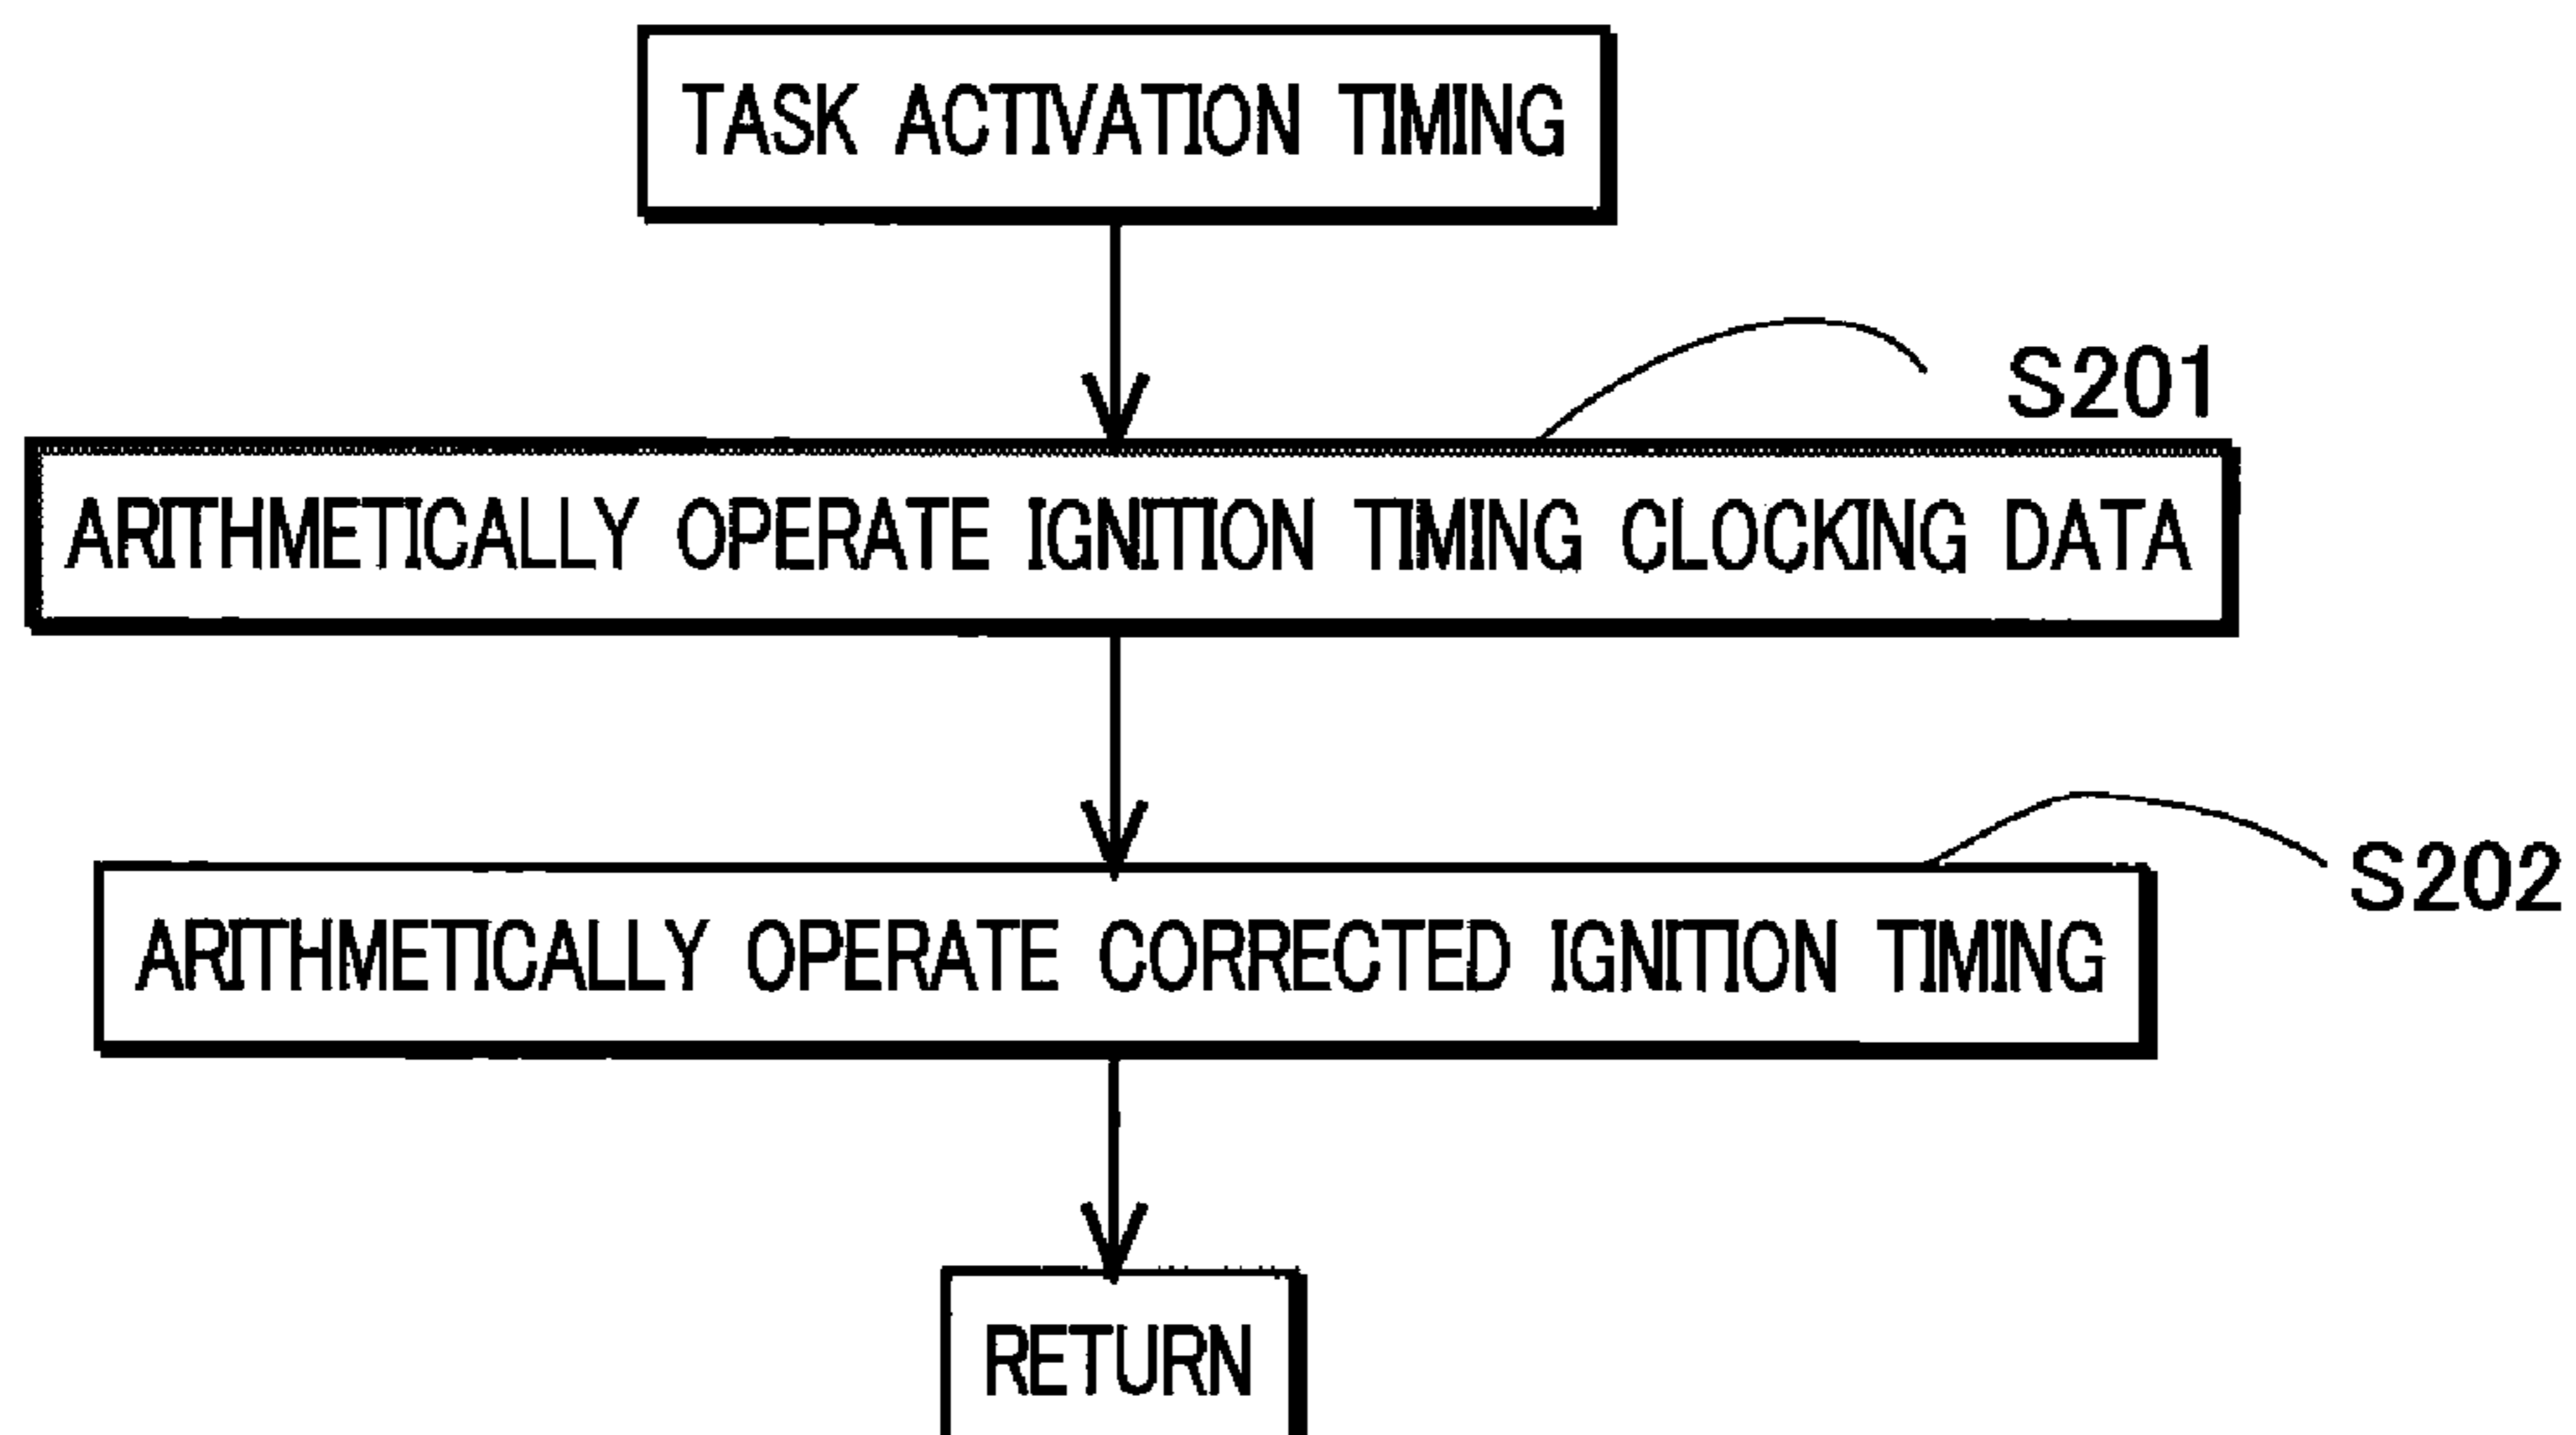 TASK ACTIVATION TIMING
S201
ARITHMETICALLY OPERATE IGNITION TIMING CLOCKING DATA
S202
ARITHMETICALLY OPERATE CORRECTED IGNITION TIMING
RETURN